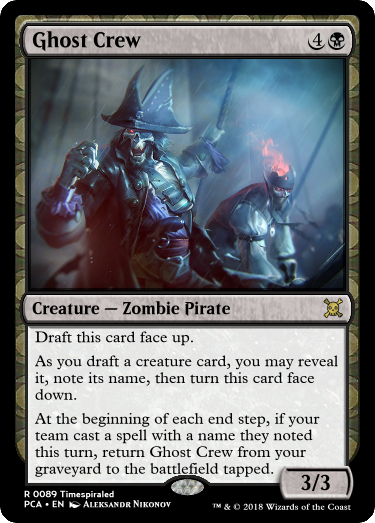 Ghost Crew 4
Creature — Zombie Pirate
Draft this card face up.
As you draft a creature card, you may reveal
it, note its name, then turn this card face
down.
At the beginning of each end step, if your
team cast a spell with a name they noted
this turn, return Ghost Crew from your
graveyard to the battlefield tapped.
3/3
R 0089 Timespiraled
PCA • EN Aleksandr Nikonov
™ & © 2018 Wizards of the Coast